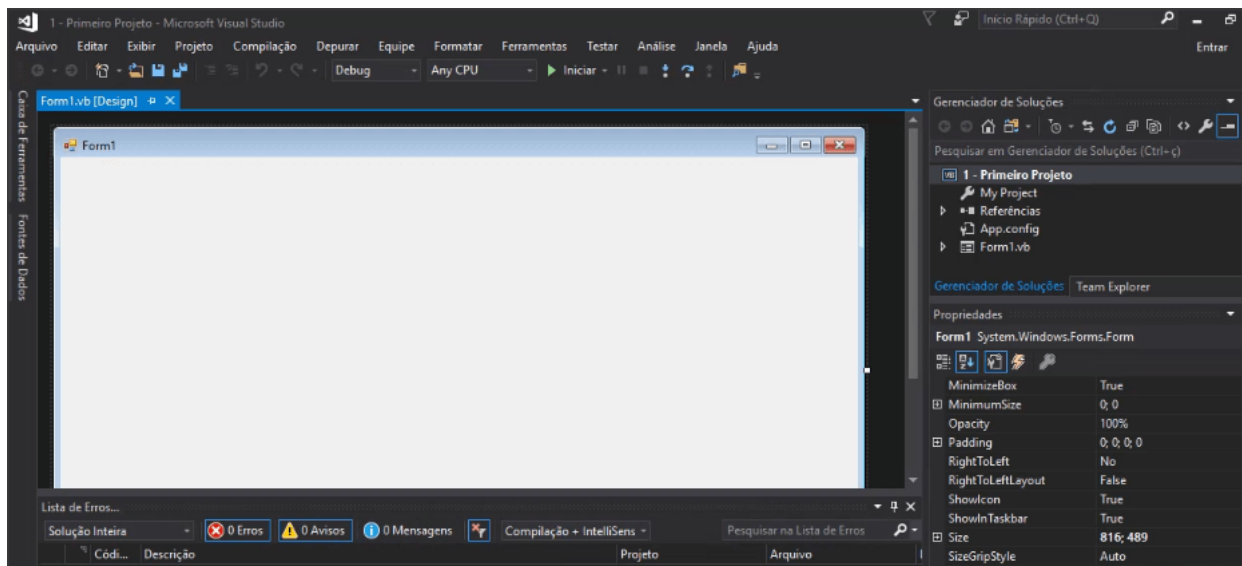 1 - Primeiro Projeto - Microsoft Visual Studio
Início Rápido (Ctrl+Q)
Arquivo Editar Exibir Projeto Compilação Depurar Equipe Formatar Ferramentas Testar Análise Janela Ajuda
Entrar
Debug Any CPU Iniciar
Caixa de Ferramentas
Fontes de Dados
Form1.vb [Design]
Form1
Gerenciador de Soluções
Pesquisar em Gerenciador de Soluções (Ctrl+ç)
VB 1 - Primeiro Projeto
My Project
Referências
App.config
Form1.vb
Gerenciador de Soluções Team Explorer
Propriedades
Form1 System.Windows.Forms.Form
MinimizeBox True
MinimumSize 0; 0
Opacity 100%
Padding 0; 0; 0; 0
RightToLeft No
RightToLeftLayout False
ShowIcon True
ShowInTaskbar True
Size 816; 489
SizeGripStyle Auto
Lista de Erros...
Solução Inteira 0 Erros 0 Avisos 0 Mensagens Compilação + IntelliSens Pesquisar na Lista de Erros
Códi... Descrição Projeto Arquivo